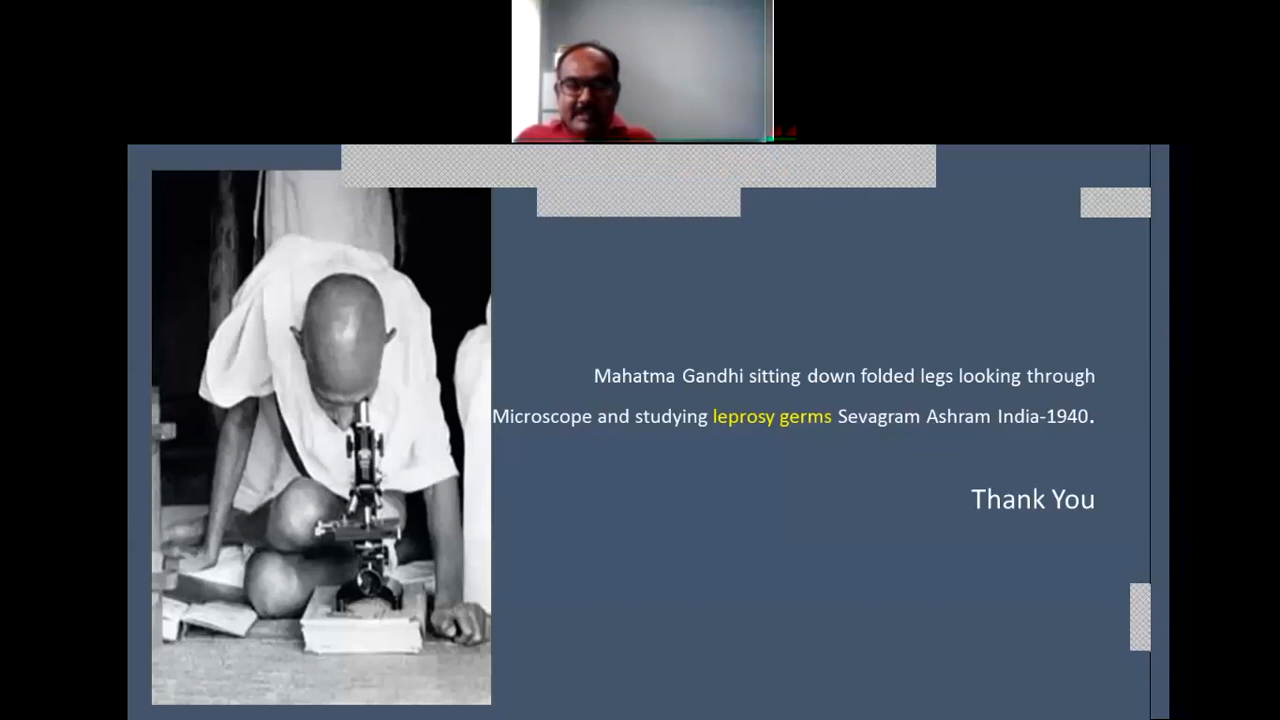 Mahatma Gandhi sitting down folded legs looking through
Microscope and studying leprosy germs Sevagram Ashram India-1940.
Thank You